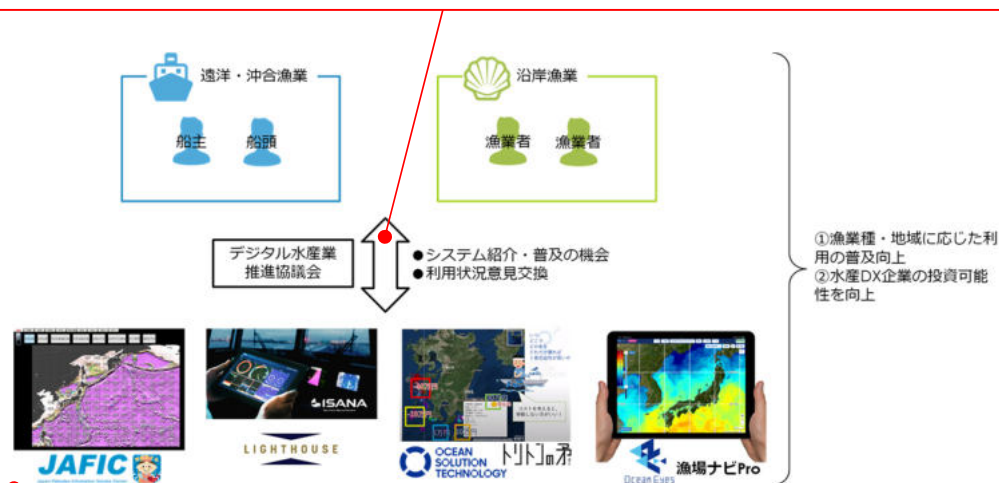 遠洋・沖合漁業
船主
船頭
沿岸漁業
漁業者
漁業者
デジタル水産業
推進協議会
●システム紹介・普及の機会
●利用状況意見交換
①漁業種・地域に応じた利
用の普及向上
②水産DX企業の投資可能
性を向上
ISANA
JAFIC
LIGHTHOUSE
OCEAN
SOLUTION
TECHNOLOGY
トリトンの矛
Ocean Eyes
漁場ナビPro